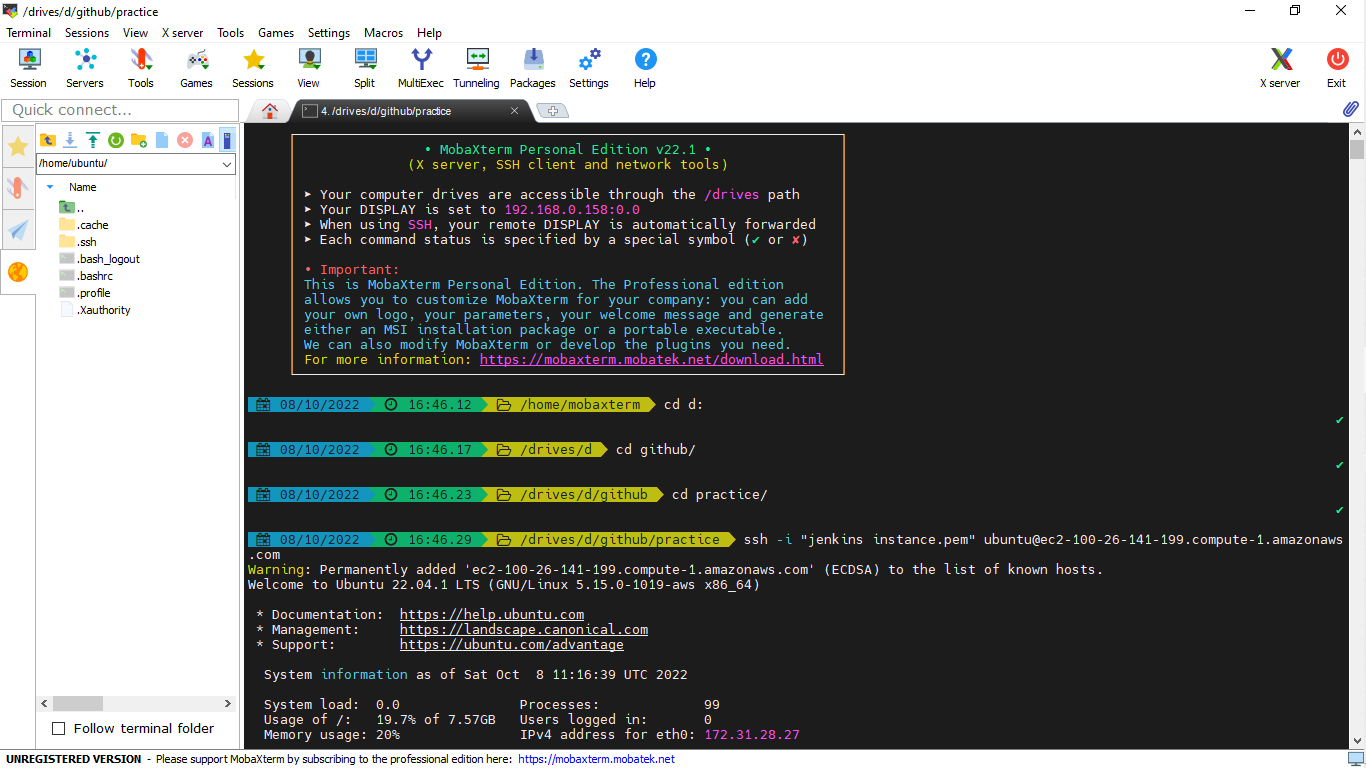 /drives/d/github/practice
Terminal Sessions View X server Tools Games Settings Macros Help
Session Servers Tools Games Sessions View Split MultiExec Tunneling Packages Settings Help X server Exit
Quick connect...
4. /drives/d/github/practice
/home/ubuntu/
Name
..
.cache
.ssh
.bash_logout
.bashrc
.profile
.Xauthority
Follow terminal folder
• MobaXterm Personal Edition v22.1 •
(X server, SSH client and network tools)
➤ Your computer drives are accessible through the /drives path
➤ Your DISPLAY is set to 192.168.0.158:0.0
➤ When using SSH, your remote DISPLAY is automatically forwarded
➤ Each command status is specified by a special symbol (✔ or ✘)
• Important:
This is MobaXterm Personal Edition. The Professional edition
allows you to customize MobaXterm for your company: you can add
your own logo, your parameters, your welcome message and generate
either an MSI installation package or a portable executable.
We can also modify MobaXterm or develop the plugins you need.
For more information: https://mobaxterm.mobatek.net/download.html
08/10/2022 16:46.12 /home/mobaxterm cd d:
✔
08/10/2022 16:46.17 /drives/d cd github/
✔
08/10/2022 16:46.23 /drives/d/github cd practice/
✔
08/10/2022 16:46.29 /drives/d/github/practice ssh -i "jenkins instance.pem" ubuntu@ec2-100-26-141-199.compute-1.amazonaws
.com
Warning: Permanently added 'ec2-100-26-141-199.compute-1.amazonaws.com' (ECDSA) to the list of known hosts.
Welcome to Ubuntu 22.04.1 LTS (GNU/Linux 5.15.0-1019-aws x86_64)
* Documentation: https://help.ubuntu.com
* Management: https://landscape.canonical.com
* Support: https://ubuntu.com/advantage
System information as of Sat Oct 8 11:16:39 UTC 2022
System load: 0.0 Processes: 99
Usage of /: 19.7% of 7.57GB Users logged in: 0
Memory usage: 20% IPv4 address for eth0: 172.31.28.27
UNREGISTERED VERSION - Please support MobaXterm by subscribing to the professional edition here: https://mobaxterm.mobatek.net